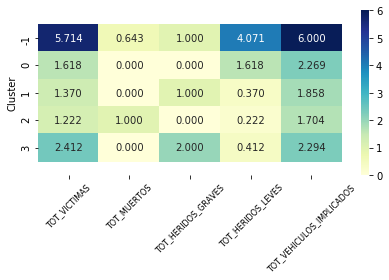 6
-1 5.714 0.643 1.000 4.071 6.000
5
0 1.618 0.000 0.000 1.618 2.269
4
Cluster
1 1.370 0.000 1.000 0.370 1.858
3
2 1.222 1.000 0.000 0.222 1.704
2
3 2.412 0.000 2.000 0.412 2.294
1
0
TOT_VICTIMAS
TOT_MUERTOS
TOT_HERIDOS_GRAVES
TOT_HERIDOS_LEVES
TOT_VEHICULOS_IMPLICADOS